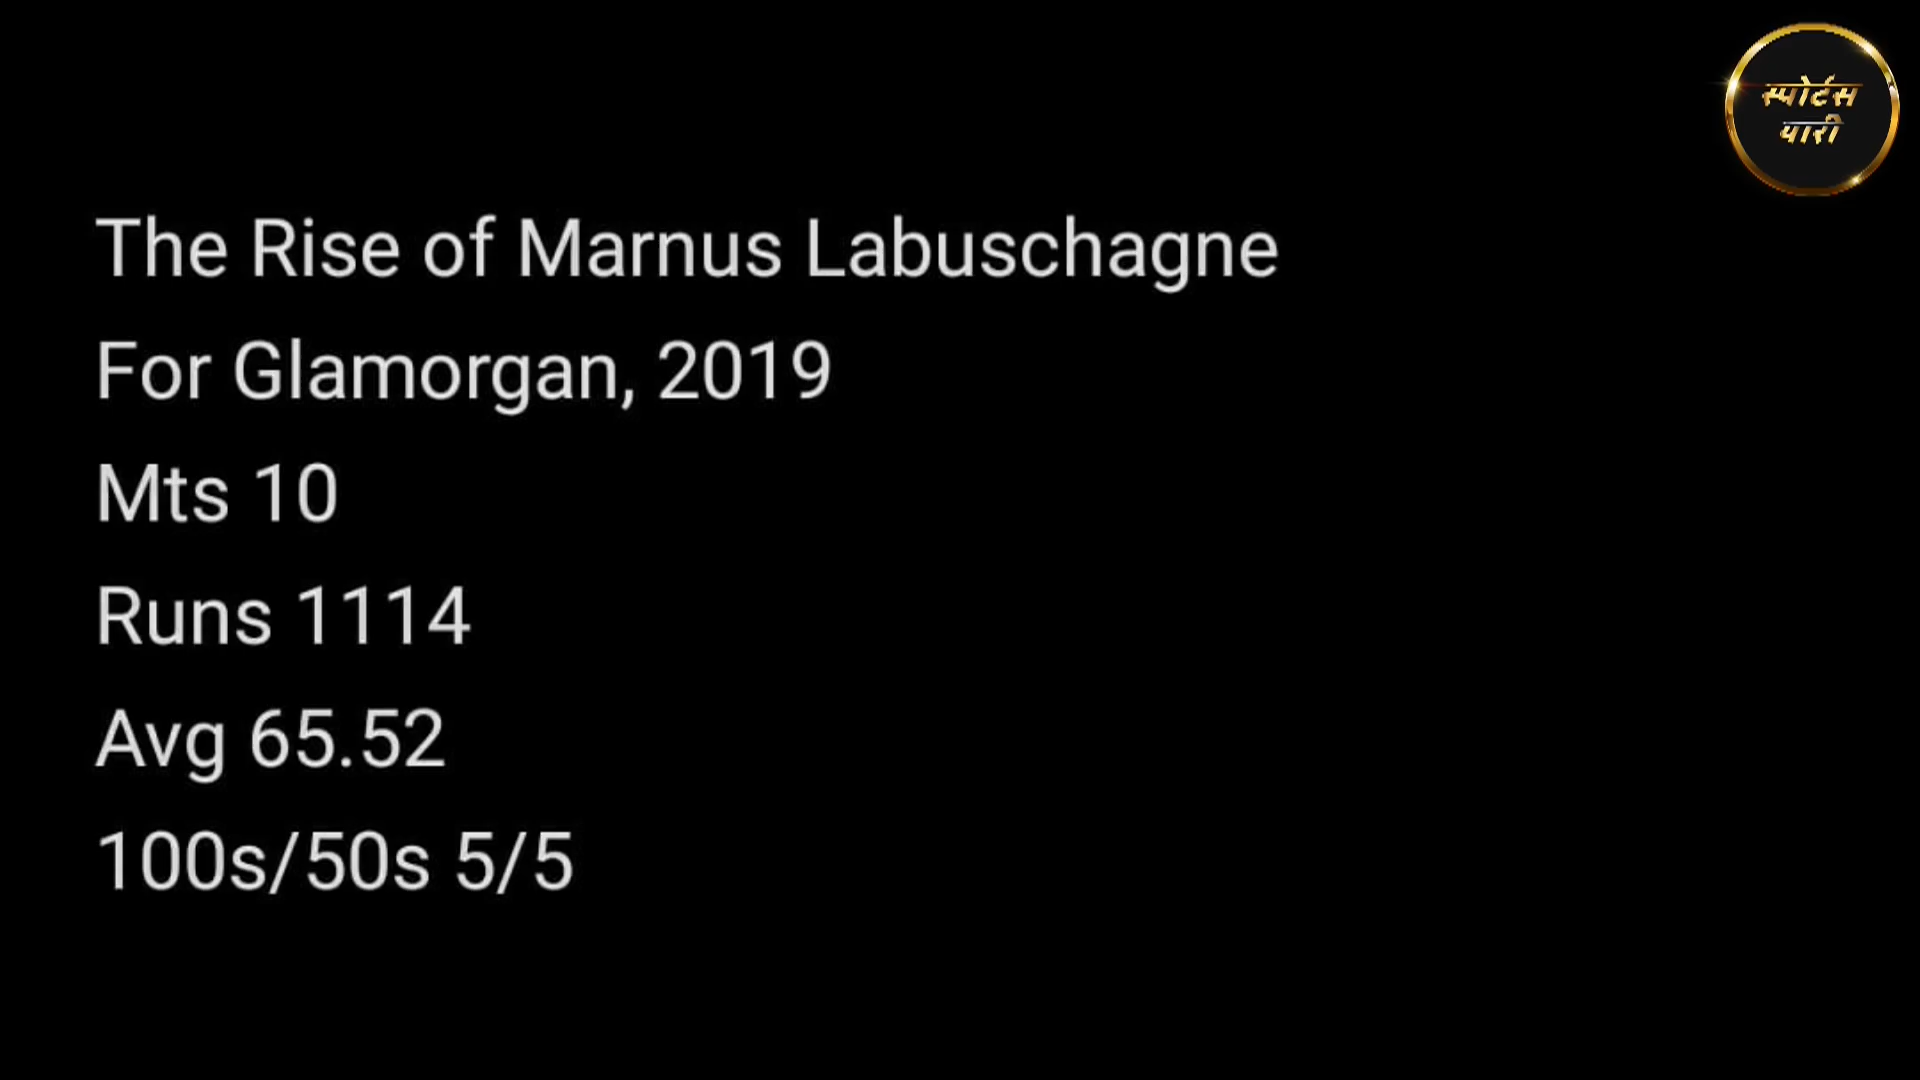 स्पोर्टस
यारी
The Rise of Marnus Labuschagne
For Glamorgan, 2019
Mts 10
Runs 1114
Avg 65.52
100s/50s 5/5